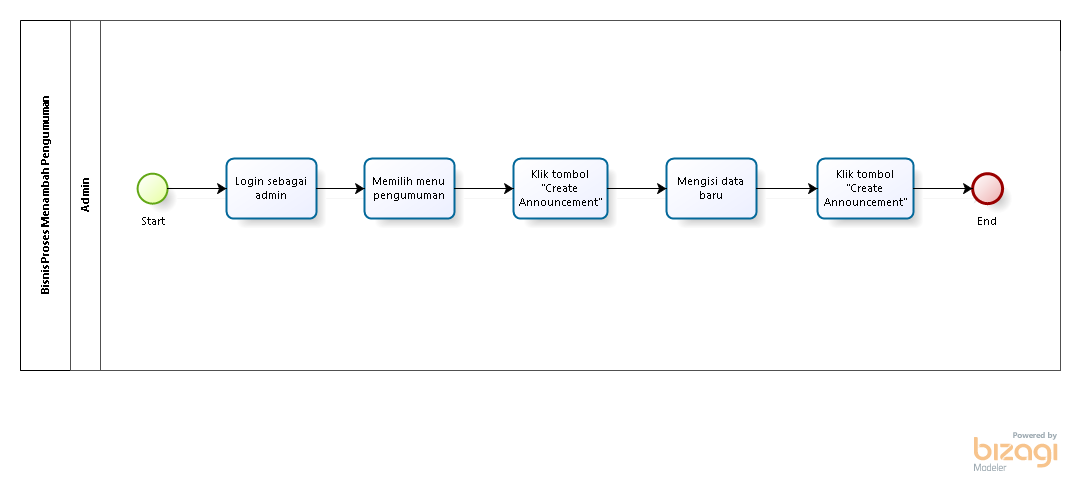 Bisnis Proses Menambah Pengumuman
Admin
Start
Login sebagai
admin
Memilih menu
pengumuman
Klik tombol
"Create
Announcement"
Mengisi data
baru
Klik tombol
"Create
Announcement"
End
Powered by
bizagi
Modeler